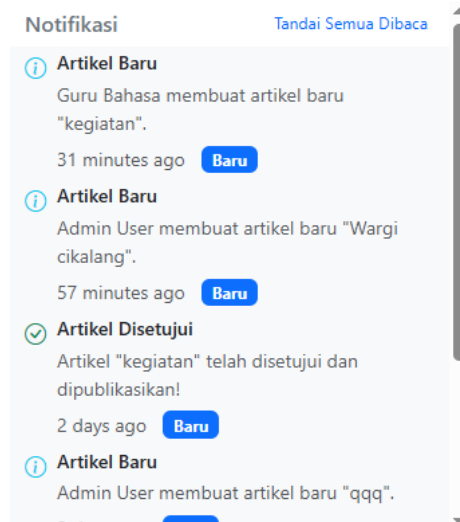 Notifikasi Tandai Semua Dibaca
Artikel Baru
Guru Bahasa membuat artikel baru
"kegiatan".
31 minutes ago Baru
Artikel Baru
Admin User membuat artikel baru "Wargi
cikalang".
57 minutes ago Baru
Artikel Disetujui
Artikel "kegiatan" telah disetujui dan
dipublikasikan!
2 days ago Baru
Artikel Baru
Admin User membuat artikel baru "qqq".